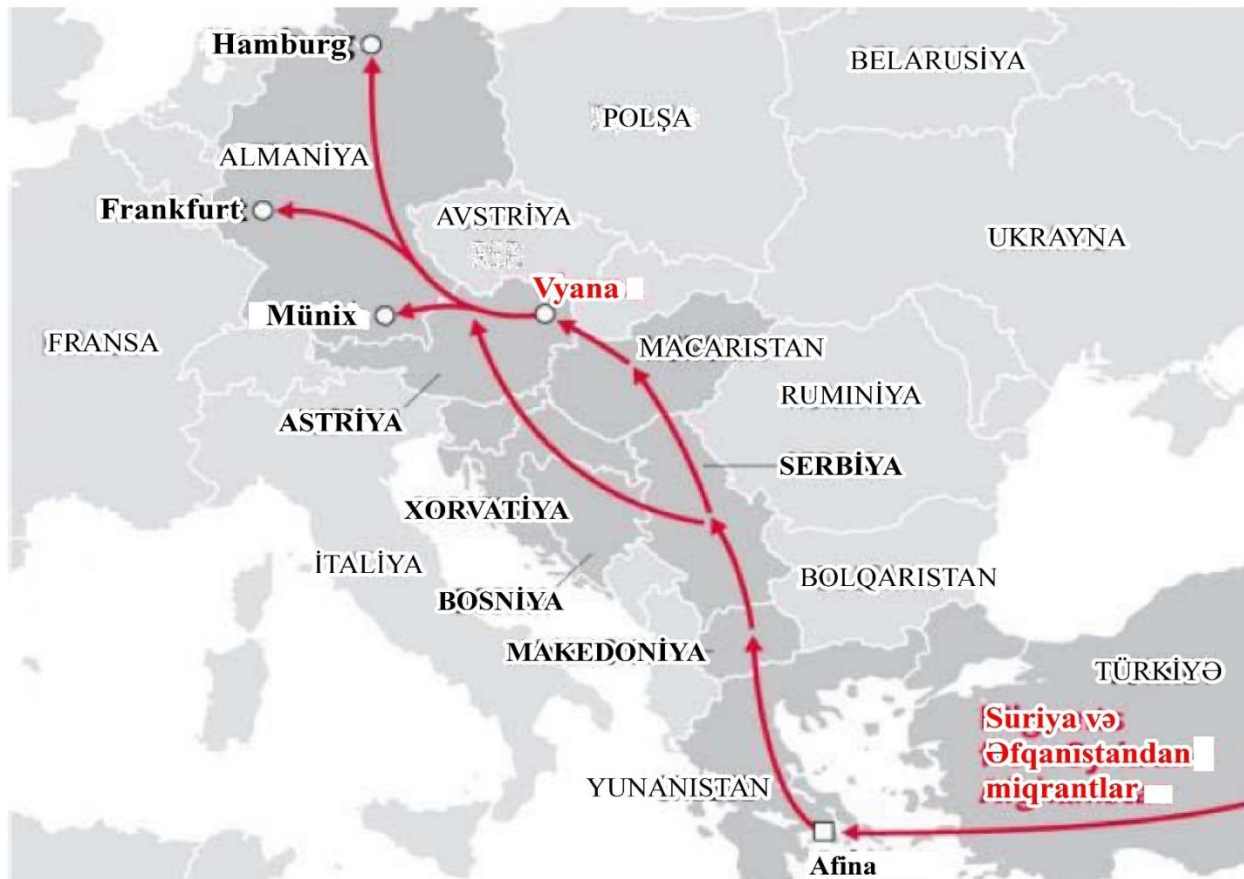 Hamburg
BELARUSİYA
POLŞA
ALMANİYA
Frankfurt
AVSTRİYA
UKRAYNA
Vyana
Münix
FRANSA
MACARISTAN
RUMINİYA
ASTRİYA
SERBİYA
XORVATİYA
İTALİYA
BOLQARISTAN
BOSNİYA
MAKEDONİYA
TÜRKİYƏ
Süriya və
Əfqanıstandan
miqrantlar
YUNANISTAN
Afina